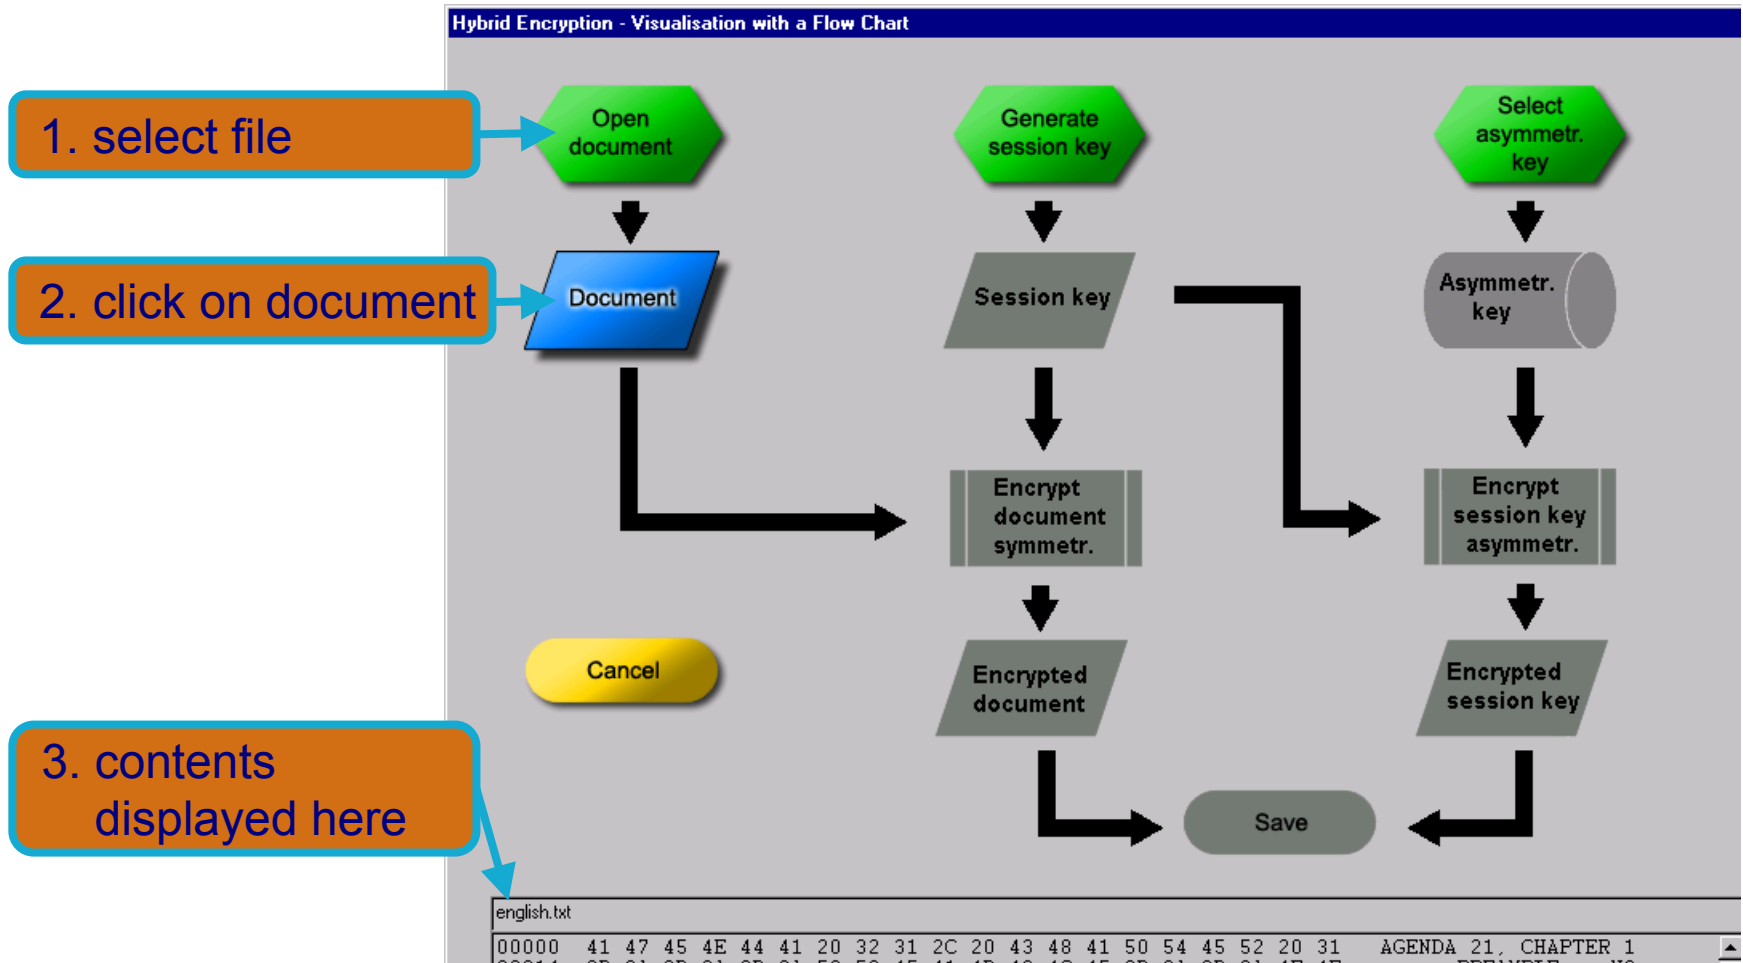 Hybrid Encryption - Visualisation with a Flow Chart
1. select file
Open
document
Generate
session key
Select
asymmetr.
key
2. click on document
Document
Session key
Asymmetr.
key
Encrypt
document
symmetr.
Encrypt
session key
asymmetr.
Cancel
Encrypted
document
Encrypted
session key
3. contents
displayed here
Save
english.txt
00000 41 47 45 4E 44 41 20 32 31 2C 20 43 48 41 50 54 45 52 20 31 AGENDA 21, CHAPTER 1